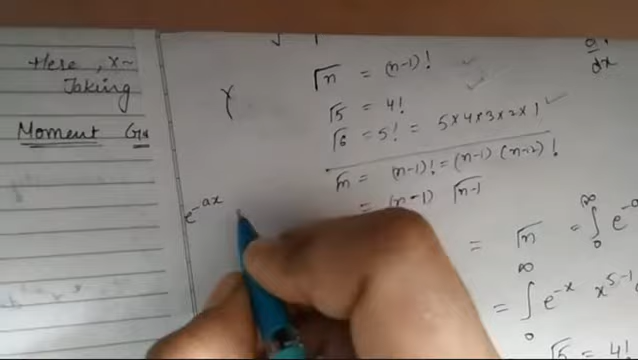 Here, X~
Taking
Moment
Γn = (n-1)!
Γ5 = 4!
Γ6 = 5! = 5×4×3×2×1
Γn = (n-1)! = (n-1) (n-2)!
= (n-1) Γn-1
e^-ax
= Γn = ∫₀^∞ e^-a
= ∫₀^∞ e^-x x^5-1
Γ5 = 4!
dx